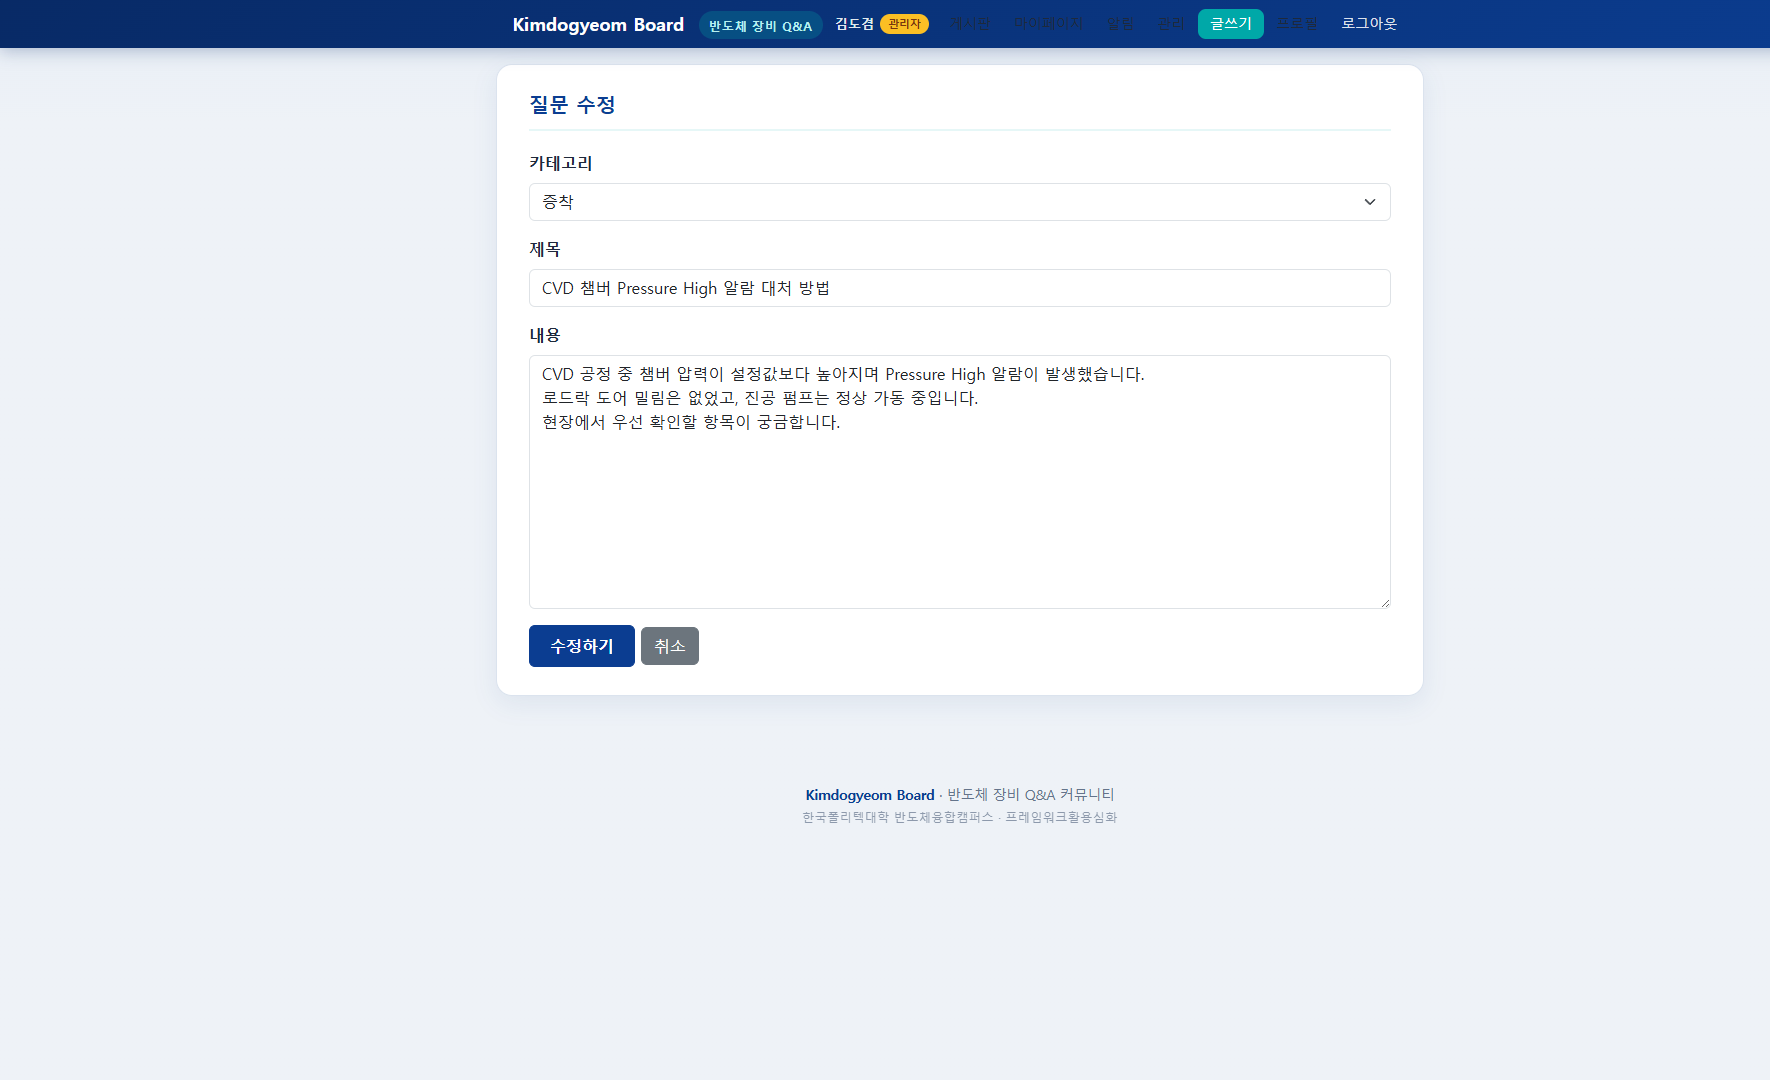 Kimdogyeom Board 반도체 장비 Q&A 김도겸 관리자 게시판 마이페이지 알림 관리 글쓰기 프로필 로그아웃
질문 수정
카테고리
증착
제목
CVD 챔버 Pressure High 알람 대처 방법
내용
CVD 공정 중 챔버 압력이 설정값보다 높아지며 Pressure High 알람이 발생했습니다.
로드락 도어 밀림은 없었고, 진공 펌프는 정상 가동 중입니다.
현장에서 우선 확인할 항목이 궁금합니다.
수정하기 취소
Kimdogyeom Board · 반도체 장비 Q&A 커뮤니티
한국폴리텍대학 반도체융합캠퍼스 · 프레임워크활용심화